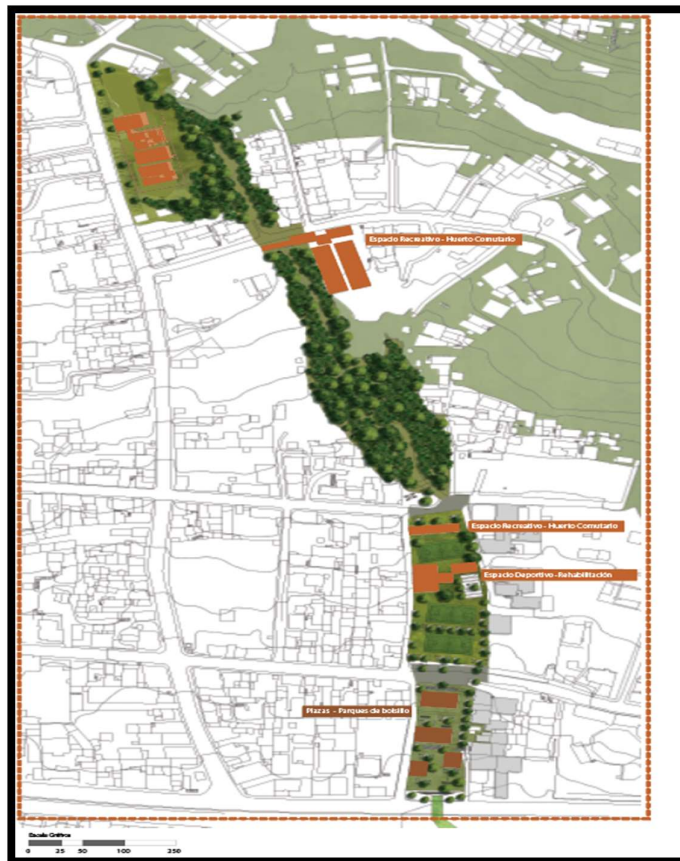 Espacio Recreativo - Huerto Comutario
Espacio Recreativo - Huerto Comutario
Espacio Deportivo -Rehabilitación
Plazas - Parques de bolsillo
Escala Gráfica
0 25 50 100 250